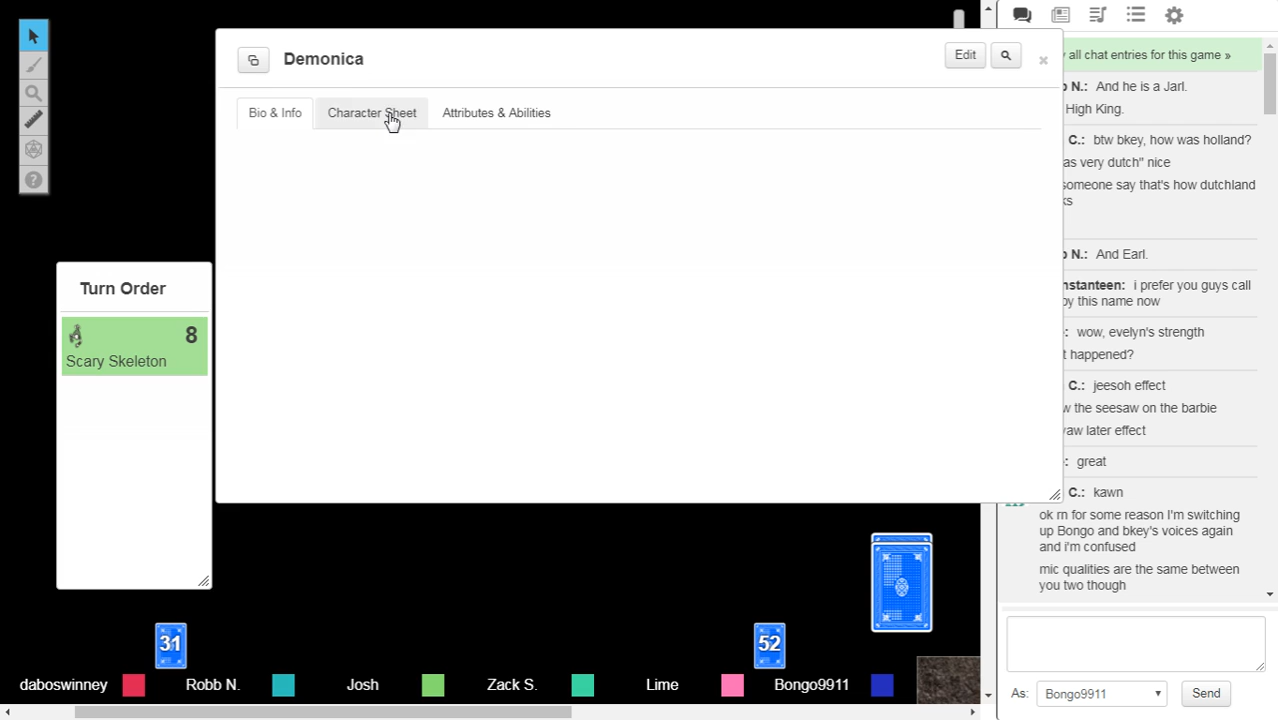 Demonica
Edit
Bio & Info
Character Sheet
Attributes & Abilities
Turn Order
8
Scary Skeleton
31
52
daboswinney
Robb N.
Josh
Zack S.
Lime
Bongo9911
all chat entries for this game »
N.: And he is a Jarl.
High King.
C.: btw bkey, how was holland?
as very dutch" nice
someone say that's how dutchland
ks
N.: And Earl.
nstanteen: i prefer you guys call
by this name now
: wow, evelyn's strength
t happened?
C.: jeesoh effect
w the seesaw on the barbie
yaw later effect
: great
C.: kawn
ok rn for some reason I'm switching
up Bongo and bkey's voices again
and i'm confused
mic qualities are the same between
you two though
As:
Bongo9911
Send